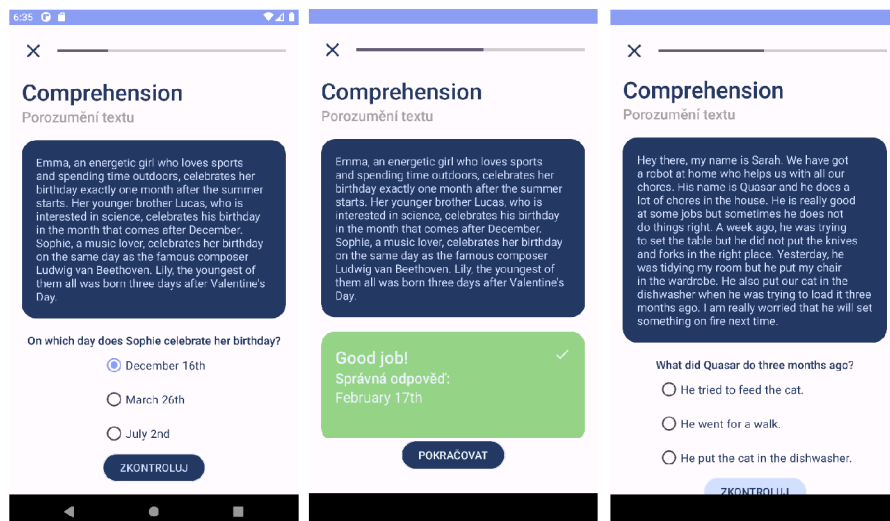 6:35
Comprehension
Porozumění textu
Emma, an energetic girl who loves sports
and spending time outdoors, celebrates her
birthday exactly one month after the summer
starts. Her younger brother Lucas, who is
interested in science, celebrates his birthday
in the month that comes after December.
Sophie, a music lover, celebrates her birthday
on the same day as the famous composer
Ludwig van Beethoven. Lily, the youngest of
them all was born three days after Valentine's
Day.
On which day does Sophie celebrate her birthday?
December 16th
March 26th
July 2nd
ZKONTROLUJ
Comprehension
Porozumění textu
Emma, an energetic girl who loves sports
and spending time outdoors, celebrates her
birthday exactly one month after the summer
starts. Her younger brother Lucas, who is
interested in science, celebrates his birthday
in the month that comes after December.
Sophie, a music lover, celebrates her birthday
on the same day as the famous composer
Ludwig van Beethoven. Lily, the youngest of
them all was born three days after Valentine's
Day.
Good job!
Správná odpověď:
February 17th
POKRAČOVAT
Comprehension
Porozumění textu
Hey there, my name is Sarah. We have got
a robot at home who helps us with all our
chores. His name is Quasar and he does a
lot of chores in the house. He is really good
at some jobs but sometimes he does not
do things right. A week ago, he was trying
to set the table but he did not put the knives
and forks in the right place. Yesterday, he
was tidying my room but he put my chair
in the wardrobe. He also put our cat in the
dishwasher when he was trying to load it three
months ago. I am really worried that he will set
something on fire next time.
What did Quasar do three months ago?
He tried to feed the cat.
He went for a walk.
He put the cat in the dishwasher.
ZKONTROLUJ